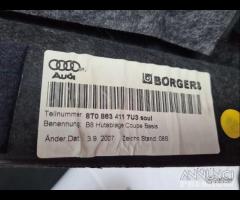 Audi
BORGERS
Teilnummer: 8T0 863 411 7U3 soul
Benennung: B8 Hutablage Coupe Basis
Änder.Dat.: 3.9. 2007 Zeichn.Stand: 08S
ANNUNCI